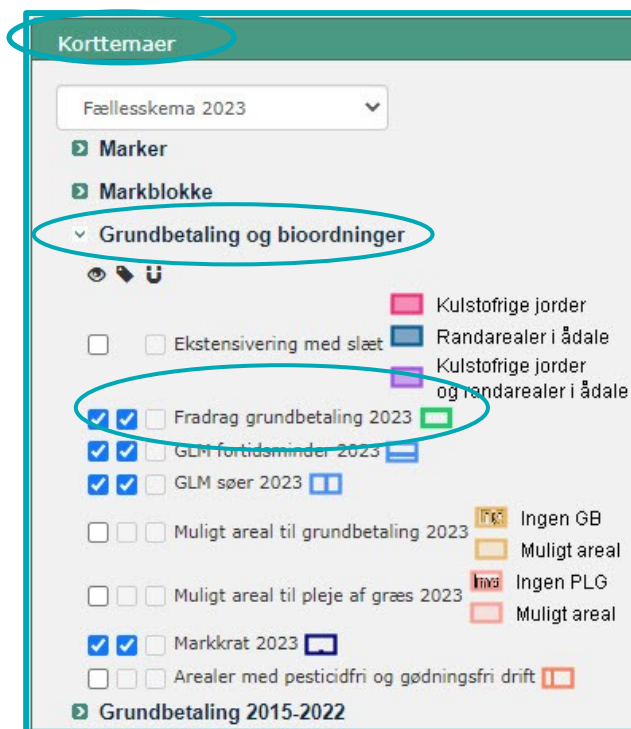 Korttemaer
Fællesskema 2023
Marker
Markblokke
Grundbetaling og bioordninger
Kulstofrige jorder
Ekstensivering med slæt
Randarealer i ådale
Kulstofrige jorder
og randarealer i ådale
Fradrag grundbetaling 2023
GLM fortidsminder 2023
GLM søer 2023
Ingen GB
Muligt areal til grundbetaling 2023
Muligt areal
Ingen PLG
Muligt areal til pleje af græs 2023
Muligt areal
Markkrat 2023
Arealer med pesticidfri og gødningsfri drift
Grundbetaling 2015-2022